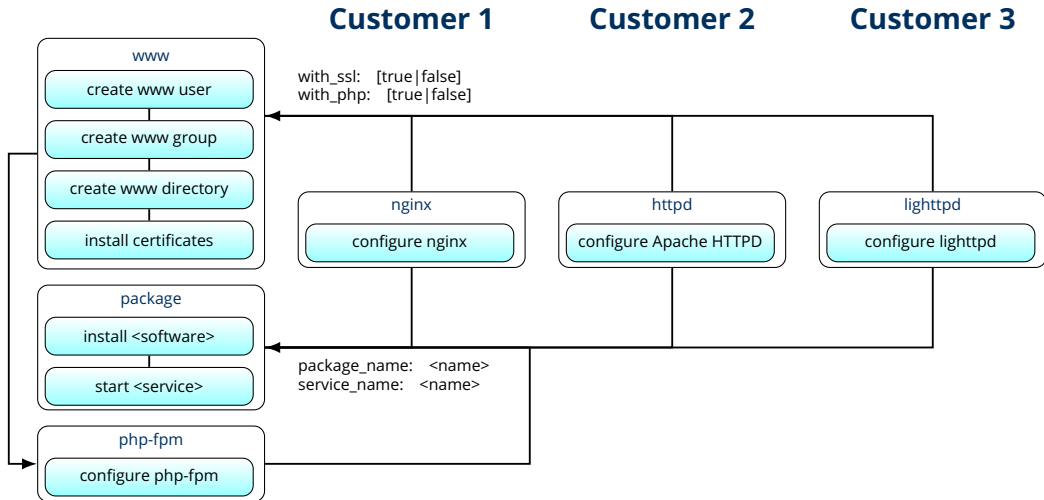 Customer 1
Customer 2
Customer 3
www
create www user
create www group
create www directory
install certificates
with_ssl: [true|false]
with_php: [true|false]
nginx
configure nginx
httpd
configure Apache HTTPD
lighttpd
configure lighttpd
package
install <software>
start <service>
package_name: <name>
service_name: <name>
php-fpm
configure php-fpm